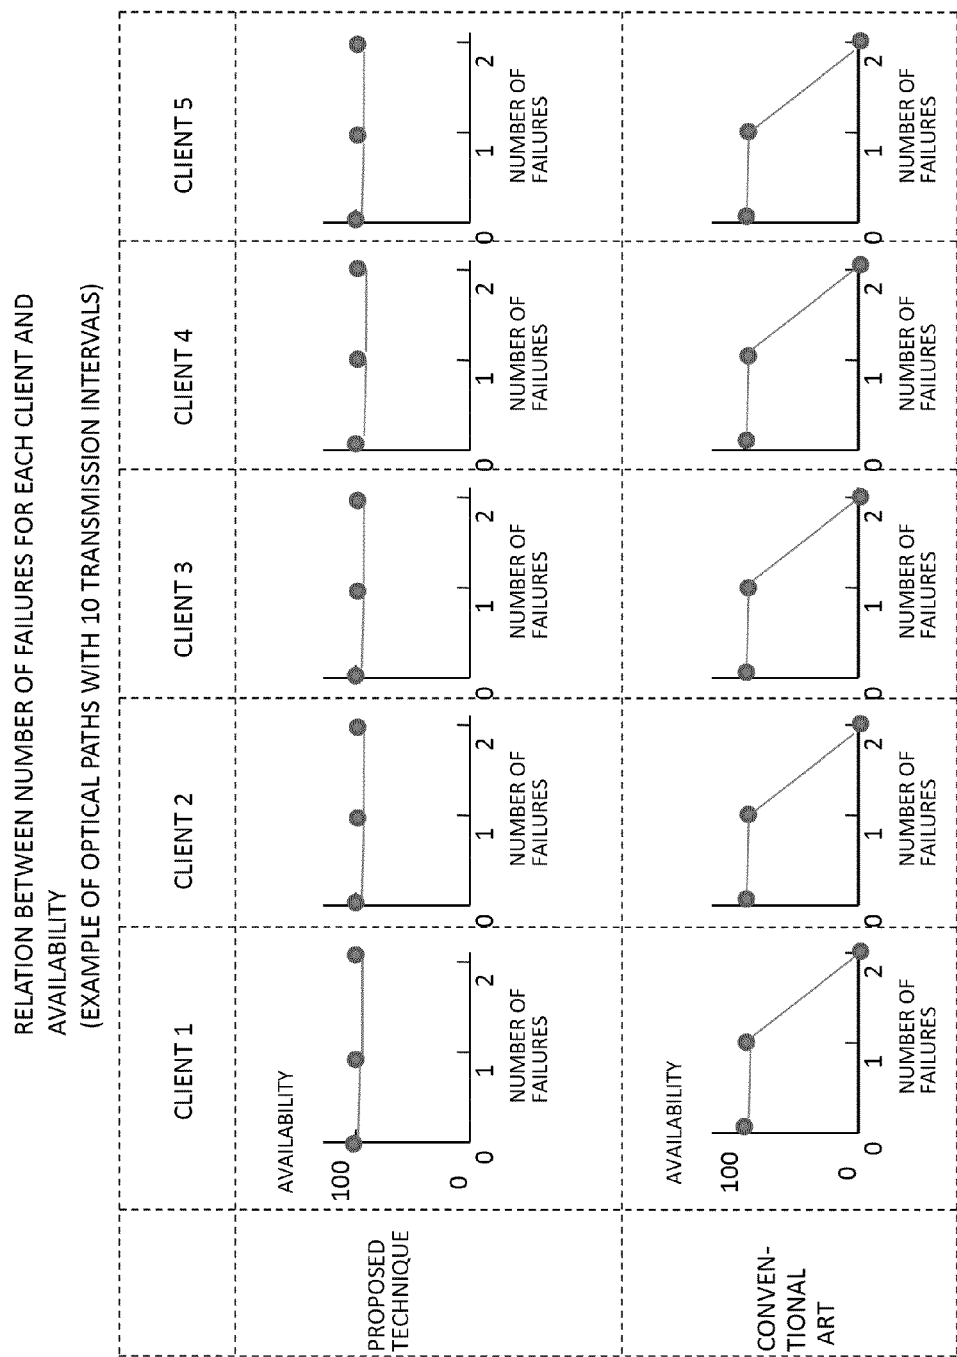 RELATION BETWEEN NUMBER OF FAILURES FOR EACH CLIENT AND
AVAILABILITY
(EXAMPLE OF OPTICAL PATHS WITH 10 TRANSMISSION INTERVALS)
CLIENT 1
CLIENT 2
CLIENT 3
CLIENT 4
CLIENT 5
PROPOSED
TECHNIQUE
AVAILABILITY
100
0
0
1
2
NUMBER OF
FAILURES
0
1
2
NUMBER OF
FAILURES
0
1
2
NUMBER OF
FAILURES
0
1
2
NUMBER OF
FAILURES
0
1
2
NUMBER OF
FAILURES
CONVEN-
TIONAL
ART
AVAILABILITY
100
0
0
1
2
NUMBER OF
FAILURES
0
1
2
NUMBER OF
FAILURES
0
1
2
NUMBER OF
FAILURES
0
1
2
NUMBER OF
FAILURES
0
1
2
NUMBER OF
FAILURES